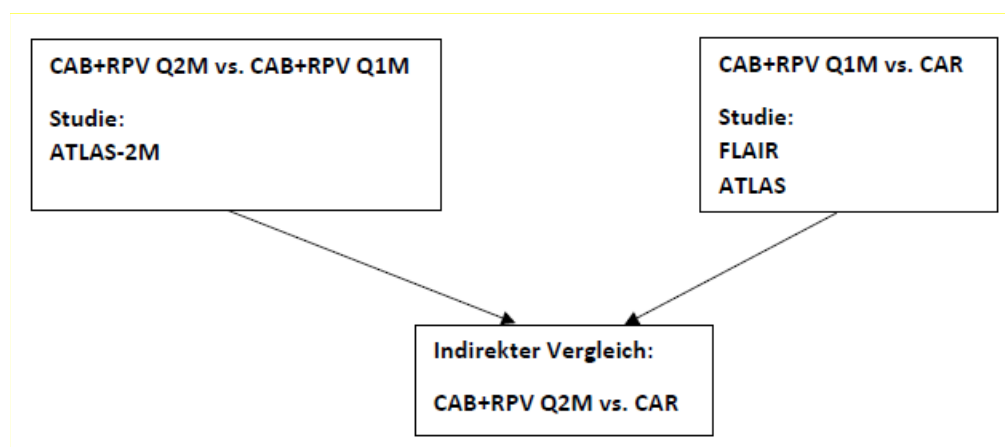 CAB+RPV Q2M vs. CAB+RPV Q1M
Studie:
ATLAS-2M
CAB+RPV Q1M vs. CAR
Studie:
FLAIR
ATLAS
Indirekter Vergleich:
CAB+RPV Q2M vs. CAR